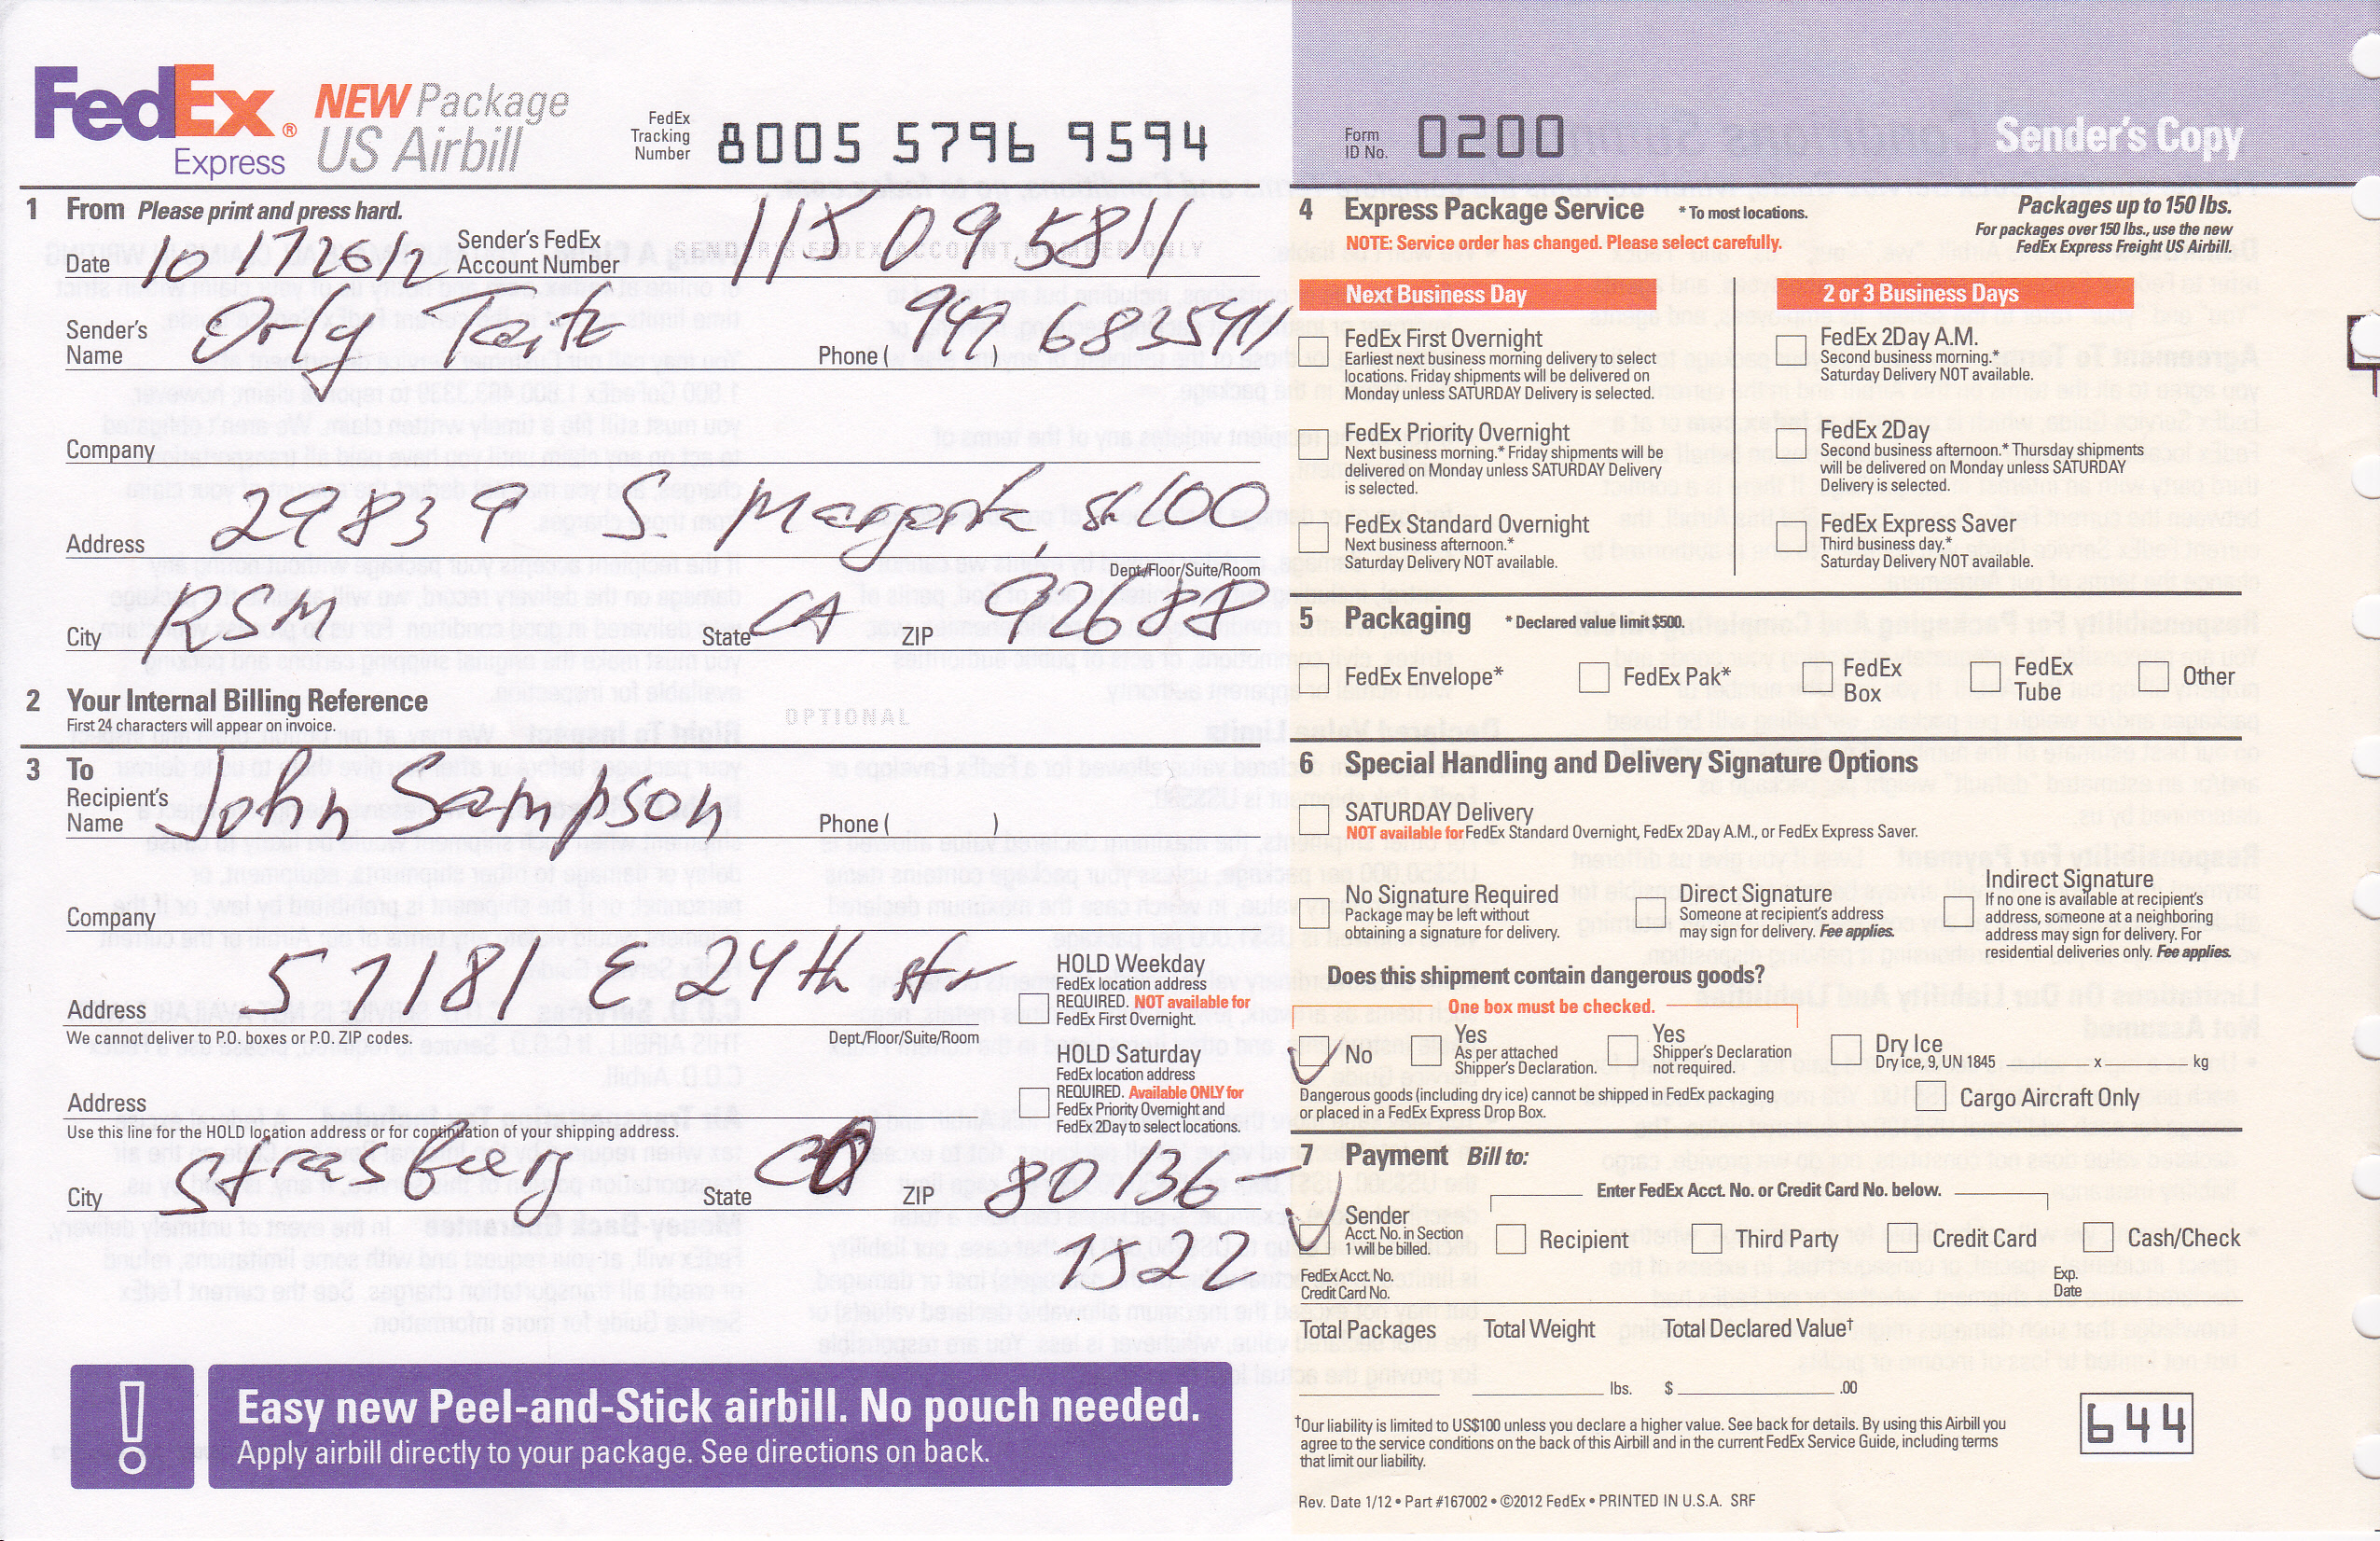 FedEx® NEW Package
Express US Airbill
FedEx Tracking Number 8005 5796 9594
Form ID No. 0200
Sender's Copy
1 From Please print and press hard.
Date 10 17 2012 Sender's FedEx Account Number SENDER'S FEDEX ACCOUNT NUMBER ONLY
Sender's Name Orly Taitz Phone ( 949 ) 6835411
Company
Address 29839 S. Margarita, st 100
Dept./Floor/Suite/Room
City RSM State CA ZIP 92688
2 Your Internal Billing Reference
First 24 characters will appear on invoice.
OPTIONAL
3 To
Recipient's Name John Sampson Phone ( )
Company
Address 57181 E 24th str
We cannot deliver to P.O. boxes or P.O. ZIP codes.
Dept./Floor/Suite/Room
HOLD Weekday
FedEx location address
REQUIRED. NOT available for
FedEx First Overnight.
HOLD Saturday
FedEx location address
REQUIRED. Available ONLY for
FedEx Priority Overnight and
FedEx 2Day to select locations.
Address
Use this line for the HOLD location address or for continuation of your shipping address.
City Strasburg State CO ZIP 80136-
1522
! Easy new Peel-and-Stick airbill. No pouch needed.
Apply airbill directly to your package. See directions on back.
4 Express Package Service * To most locations.
NOTE: Service order has changed. Please select carefully.
Packages up to 150 lbs.
For packages over 150 lbs., use the new
FedEx Express Freight US Airbill.
Next Business Day
FedEx First Overnight
Earliest next business morning delivery to select
locations. Friday shipments will be delivered on
Monday unless SATURDAY Delivery is selected.
FedEx Priority Overnight
Next business morning.* Friday shipments will be
delivered on Monday unless SATURDAY Delivery
is selected.
FedEx Standard Overnight
Next business afternoon.*
Saturday Delivery NOT available.
2 or 3 Business Days
FedEx 2Day A.M.
Second business morning.*
Saturday Delivery NOT available.
FedEx 2Day
Second business afternoon.* Thursday shipments
will be delivered on Monday unless SATURDAY
Delivery is selected.
FedEx Express Saver
Third business day.*
Saturday Delivery NOT available.
5 Packaging * Declared value limit $500.
FedEx Envelope* FedEx Pak* FedEx Box FedEx Tube Other
6 Special Handling and Delivery Signature Options
SATURDAY Delivery
NOT available for FedEx Standard Overnight, FedEx 2Day A.M., or FedEx Express Saver.
No Signature Required
Package may be left without
obtaining a signature for delivery.
Direct Signature
Someone at recipient's address
may sign for delivery. Fee applies.
Indirect Signature
If no one is available at recipient's
address, someone at a neighboring
address may sign for delivery. For
residential deliveries only. Fee applies.
Does this shipment contain dangerous goods?
One box must be checked.
No
Yes
As per attached
Shipper's Declaration.
Yes
Shipper's Declaration
not required.
Dry Ice
Dry ice, 9, UN 1845 x kg
Dangerous goods (including dry ice) cannot be shipped in FedEx packaging
or placed in a FedEx Express Drop Box.
Cargo Aircraft Only
7 Payment Bill to:
Enter FedEx Acct. No. or Credit Card No. below.
Sender
Acct. No. in Section
1 will be billed.
Recipient Third Party Credit Card Cash/Check
FedEx Acct. No.
Credit Card No.
Exp.
Date
Total Packages Total Weight Total Declared Value†
lbs. $ .00
†Our liability is limited to US$100 unless you declare a higher value. See back for details. By using this Airbill you
agree to the service conditions on the back of this Airbill and in the current FedEx Service Guide, including terms
that limit our liability.
644
Rev. Date 1/12 • Part #167002 • ©2012 FedEx • PRINTED IN U.S.A. SRF